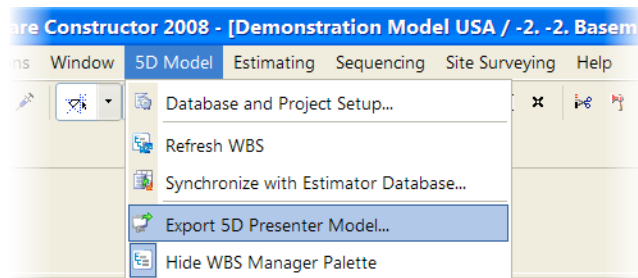 are Constructor 2008 - [Demonstration Model USA / -2. -2. Basem
ns Window 5D Model Estimating Sequencing Site Surveying Help
Database and Project Setup...
Refresh WBS
Synchronize with Estimator Database...
Export 5D Presenter Model...
Hide WBS Manager Palette